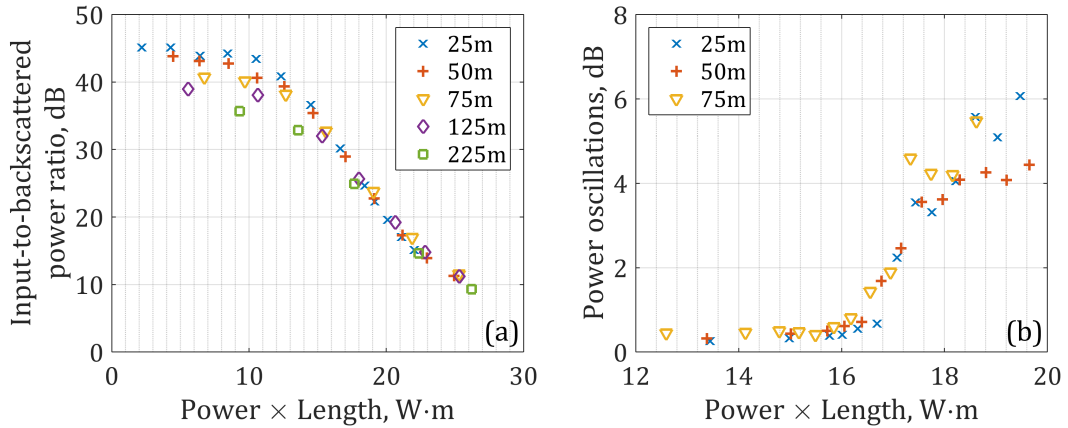 Input-to-backscattered
power ratio, dB
50
40
30
20
10
0
0
10
20
30
Power × Length, W·m
25m
50m
75m
125m
225m
(a)
Power oscillations, dB
8
6
4
2
0
12
14
16
18
20
Power × Length, W·m
25m
50m
75m
(b)